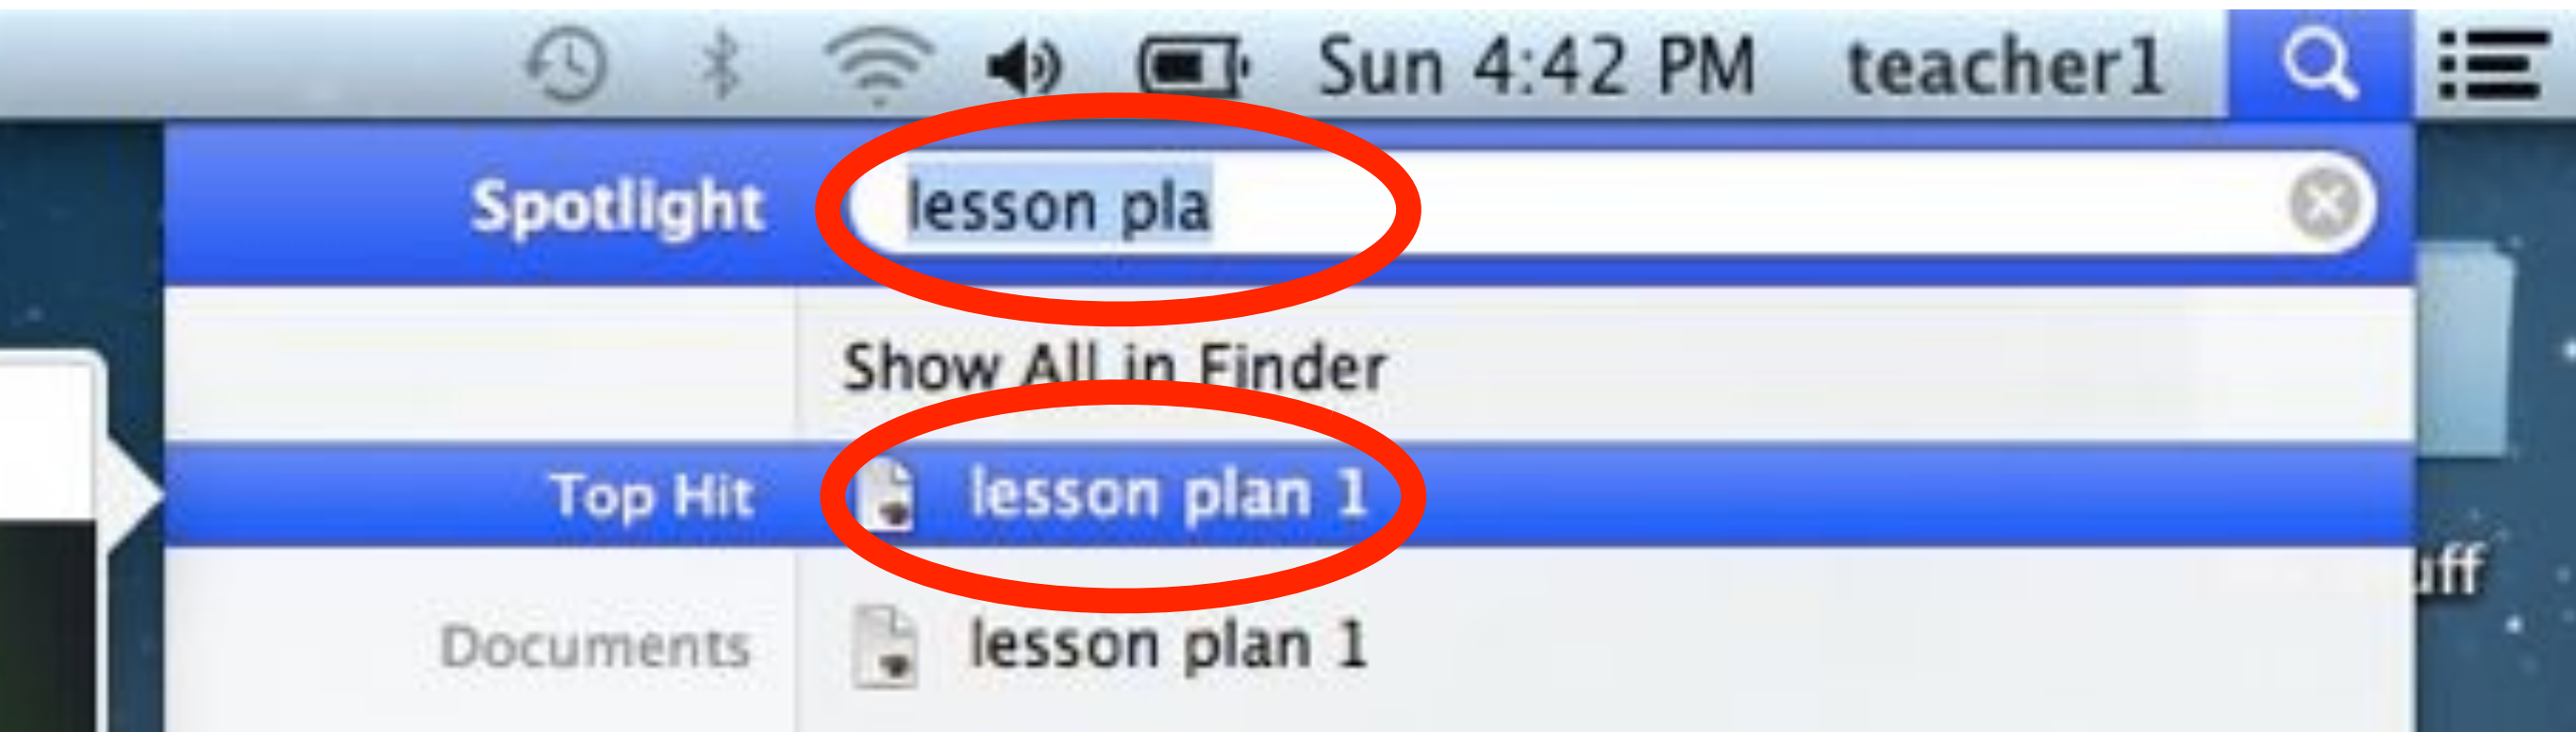 Sun 4:42 PM teacher1
Spotlight lesson pla
Show All in Finder
Top Hit lesson plan 1
uff
Documents lesson plan 1